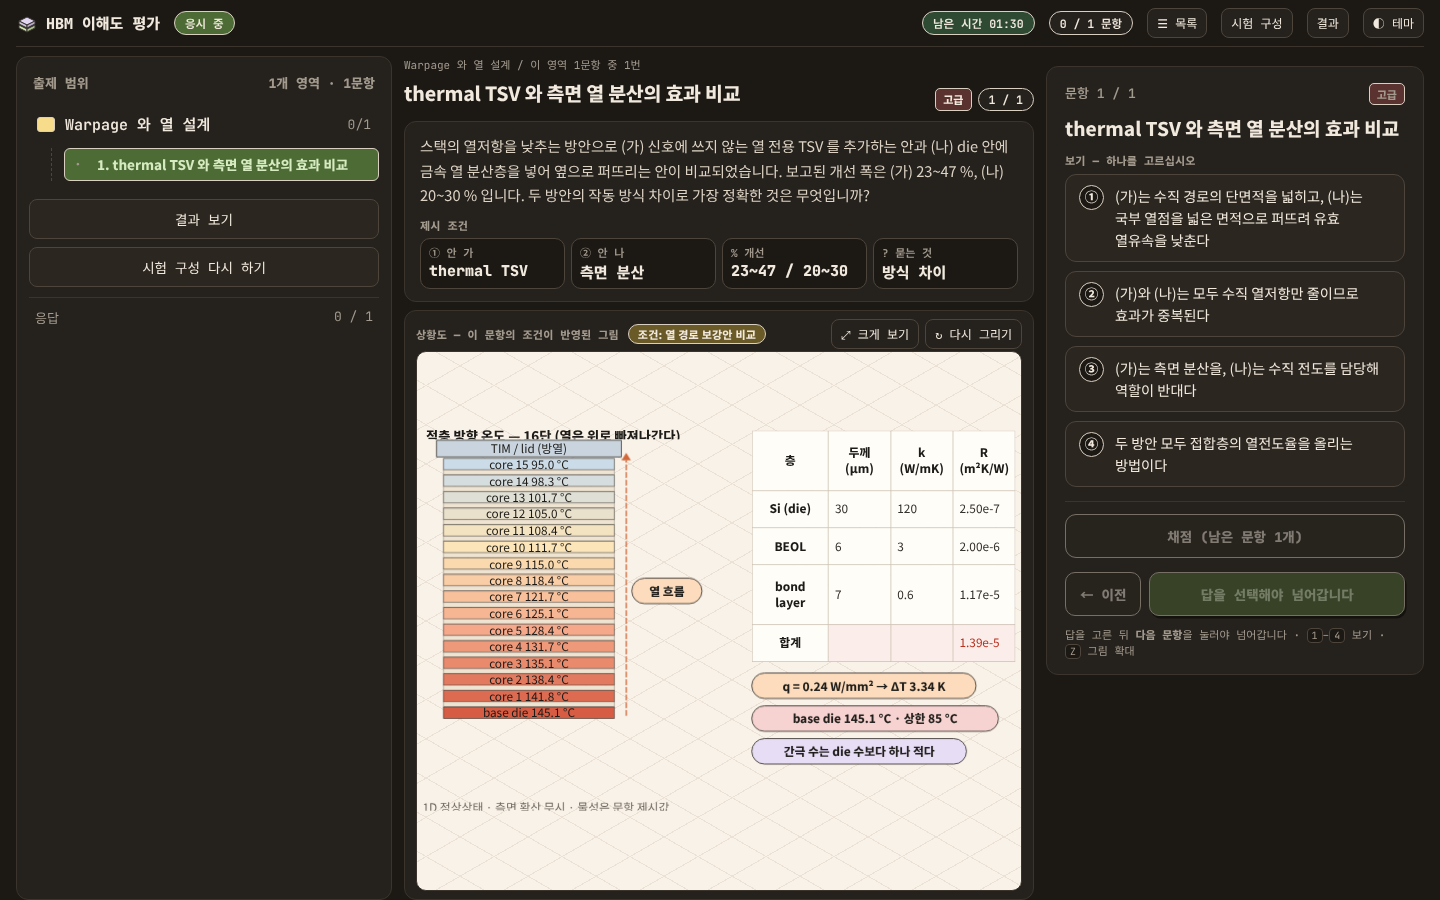 HBM 이해도 평가
응시 중
남은 시간 01:30
0 / 1 문항
☰ 목록
시험 구성
결과
◐ 테마
출제 범위
1개 영역 · 1문항
Warpage 와 열 설계
0/1
· 1. thermal TSV 와 측면 열 분산의 효과 비교
결과 보기
시험 구성 다시 하기
응답
0 / 1
Warpage 와 열 설계 / 이 영역 1문항 중 1번
thermal TSV 와 측면 열 분산의 효과 비교
고급
1 / 1
스택의 열저항을 낮추는 방안으로 (가) 신호에 쓰지 않는 열 전용 TSV 를 추가하는 안과 (나) die 안에
금속 열 분산층을 넣어 옆으로 퍼뜨리는 안이 비교되었습니다. 보고된 개선 폭은 (가) 23~47 %, (나)
20~30 % 입니다. 두 방안의 작동 방식 차이로 가장 정확한 것은 무엇입니까?
제시 조건
① 안 가
thermal TSV
② 안 나
측면 분산
% 개선
23~47 / 20~30
? 묻는 것
방식 차이
상황도 — 이 문항의 조건이 반영된 그림
조건: 열 경로 보강안 비교
⤢ 크게 보기
↻ 다시 그리기
적층 방향 온도 — 16단 (열은 위로 빠져나간다)
TIM / lid (방열)
core 15 95.0 °C
core 14 98.3 °C
core 13 101.7 °C
core 12 105.0 °C
core 11 108.4 °C
core 10 111.7 °C
core 9 115.0 °C
core 8 118.4 °C
core 7 121.7 °C
core 6 125.1 °C
core 5 128.4 °C
core 4 131.7 °C
core 3 135.1 °C
core 2 138.4 °C
core 1 141.8 °C
base die 145.1 °C
열 흐름
층 두께 (μm) k (W/mK) R (m²K/W)
Si (die) 30 120 2.50e-7
BEOL 6 3 2.00e-6
bond layer 7 0.6 1.17e-5
합계 1.39e-5
q = 0.24 W/mm² → ΔT 3.34 K
base die 145.1 °C · 상한 85 °C
간극 수는 die 수보다 하나 적다
1D 정상상태 · 측면 확산 무시 · 물성은 문항 제시값
문항 1 / 1
고급
thermal TSV 와 측면 열 분산의 효과 비교
보기 — 하나를 고르십시오
① (가)는 수직 경로의 단면적을 넓히고, (나)는
국부 열점을 넓은 면적으로 퍼뜨려 유효
열유속을 낮춘다
② (가)와 (나)는 모두 수직 열저항만 줄이므로
효과가 중복된다
③ (가)는 측면 분산을, (나)는 수직 전도를 담당해
역할이 반대다
④ 두 방안 모두 접합층의 열전도율을 올리는
방법이다
채점 (남은 문항 1개)
← 이전
답을 선택해야 넘어갑니다
답을 고른 뒤 다음 문항을 눌러야 넘어갑니다 · 1-4 보기 ·
Z 그림 확대